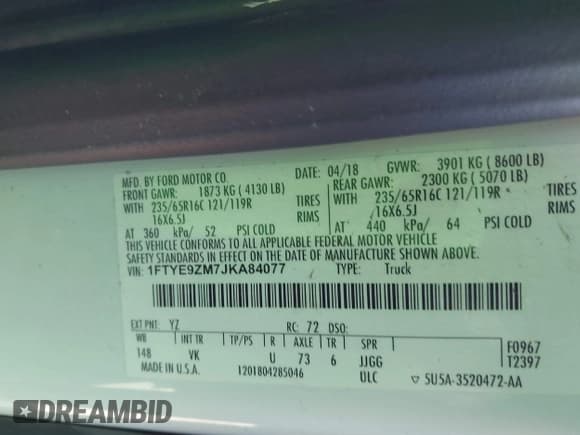 MFD. BY FORD MOTOR CO. DATE: 04/18 GVWR: 3901 KG ( 8600 LB)
FRONT GAWR: 1873 KG ( 4130 LB) REAR GAWR: 2300 KG ( 5070 LB)
WITH 235/65R16C 121/119R TIRES WITH 235/65R16C 121/119R TIRES
16X6.5J RIMS 16X6.5J RIMS
AT 360 kPa/ 52 PSI COLD AT 440 kPa/ 64 PSI COLD
THIS VEHICLE CONFORMS TO ALL APPLICABLE FEDERAL MOTOR VEHICLE
SAFETY STANDARDS IN EFFECT ON THE DATE OF MANUFACTURE SHOWN ABOVE.
VIN: 1FTYE9ZM7JKA84077 TYPE: Truck
EXT PNT: YZ RC: 72 DSO:
WB INT TR TP/PS R AXLE TR SPR F0967
148 VK U 73 6 JJGG T2397
MADE IN U.S.A. 1201804285046 ULC ▽ SU5A-3520472-AA
DREAMBID